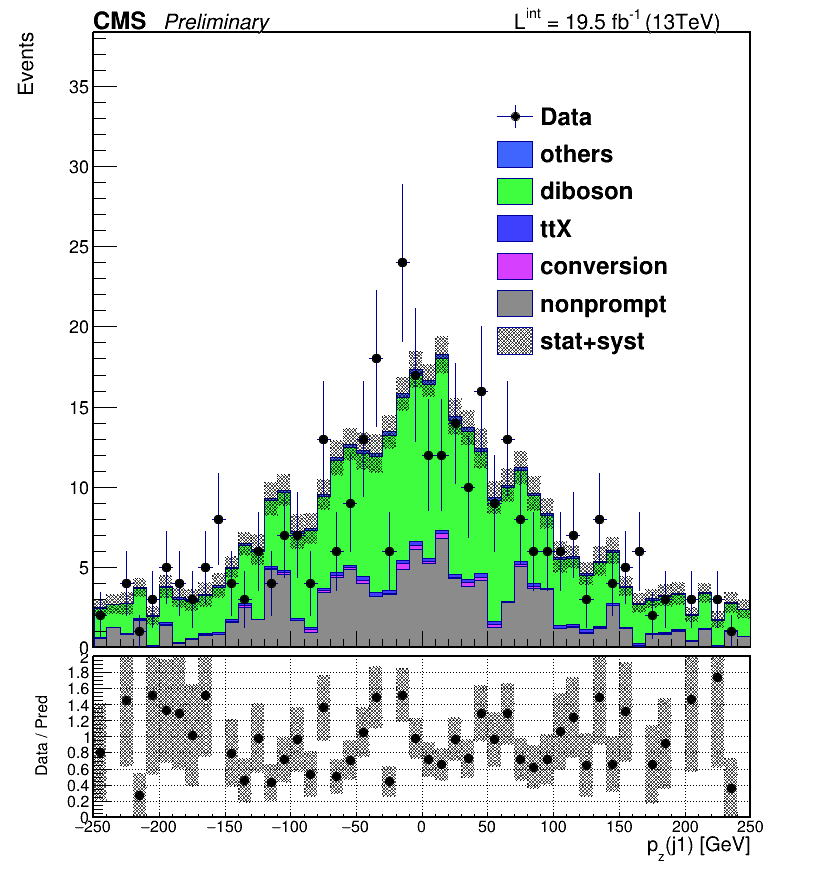 CMS Preliminary L^int = 19.5 fb^-1 (13TeV)
Events
35
30
25
20
15
10
5
0
Data
others
diboson
ttX
conversion
nonprompt
stat+syst
Data / Pred
2
1.8
1.6
1.4
1.2
1
0.8
0.6
0.4
0.2
0
−250 −200 −150 −100 −50 0 50 100 150 200 250
p_z(j1) [GeV]